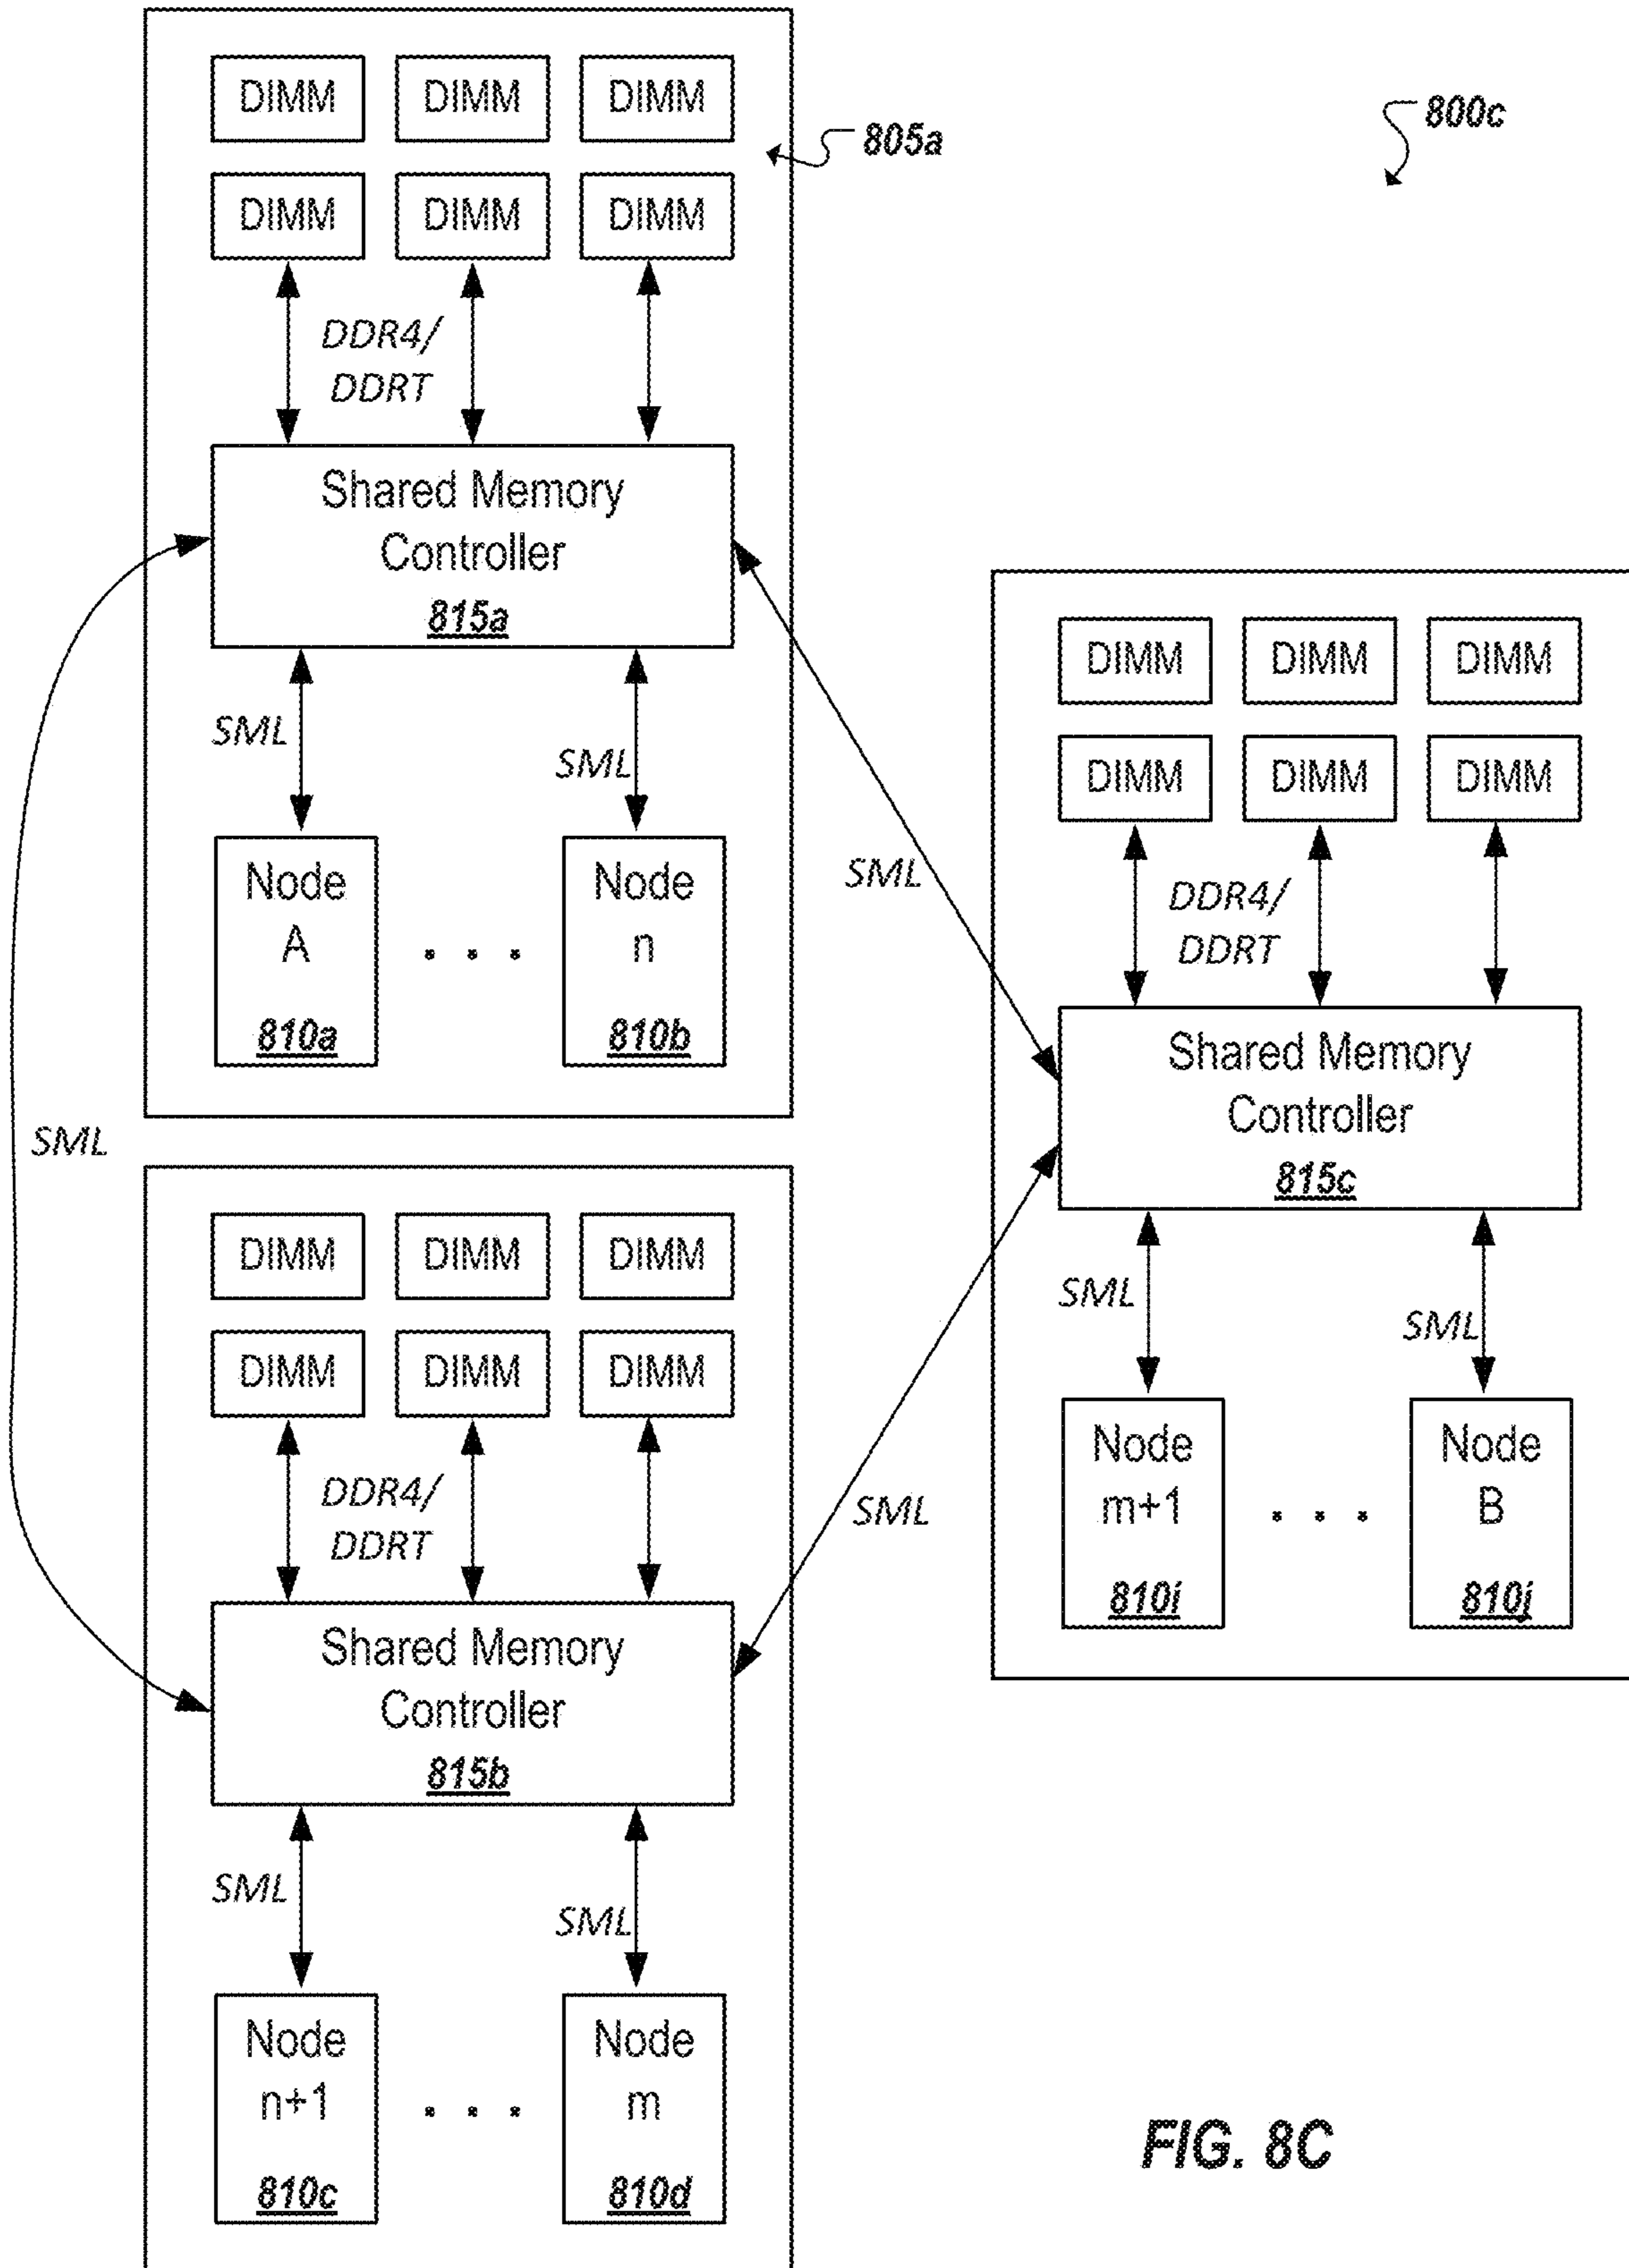 DIMM DIMM DIMM
805a
800c
DIMM DIMM DIMM
DDR4/
DDRT
Shared Memory
Controller
815a
SML
SML
Node
A
810a
. . .
Node
n
810b
SML
SML
DIMM DIMM DIMM
DIMM DIMM DIMM
DDR4/
DDRT
Shared Memory
Controller
815c
SML
SML
Node
m+1
810i
. . .
Node
B
810j
SML
DIMM DIMM DIMM
DIMM DIMM DIMM
DDR4/
DDRT
Shared Memory
Controller
815b
SML
SML
Node
n+1
810c
. . .
Node
m
810d
FIG. 8C